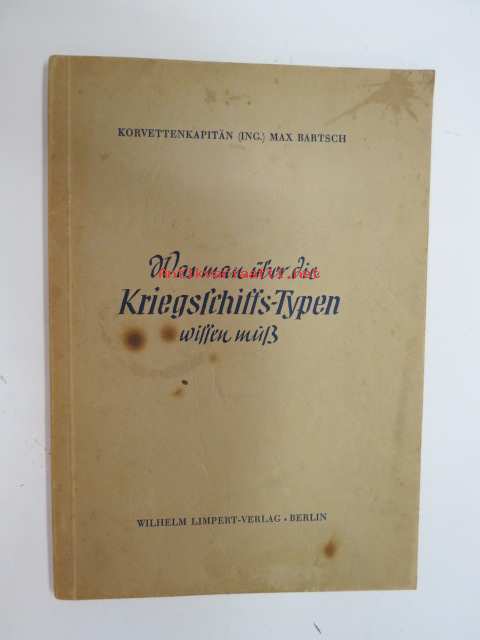 KORVETTENKAPITÄN (ING.) MAX BARTSCH
Was man über die
Kriegsschiffs-Typen
wissen muß
WILHELM LIMPERT-VERLAG • BERLIN